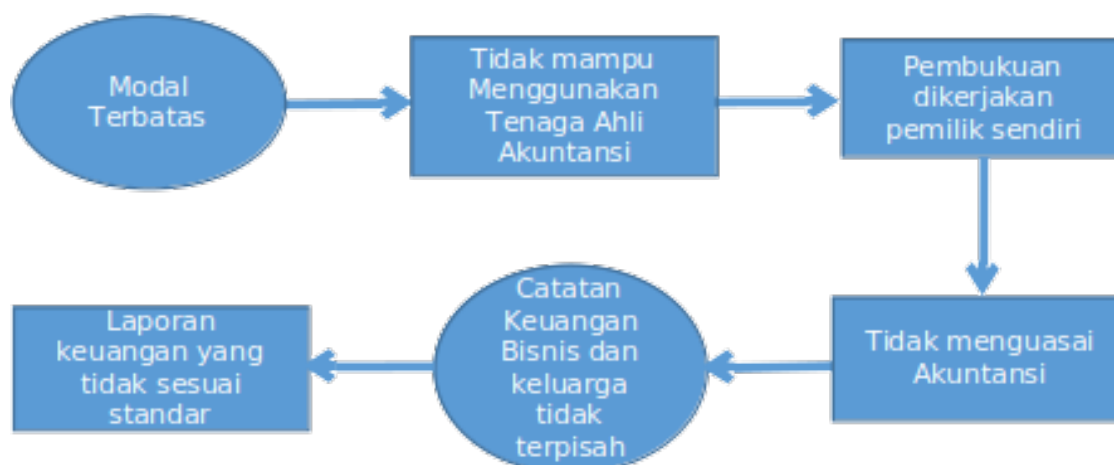 Modal
Terbatas
Tidak mampu
Menggunakan
Tenaga Ahli
Akuntansi
Pembukuan
dikerjakan
pemilik sendiri
Tidak menguasai
Akuntansi
Catatan
Keuangan
Bisnis dan
keluarga
tidak
terpisah
Laporan
keuangan yang
tidak sesuai
standar